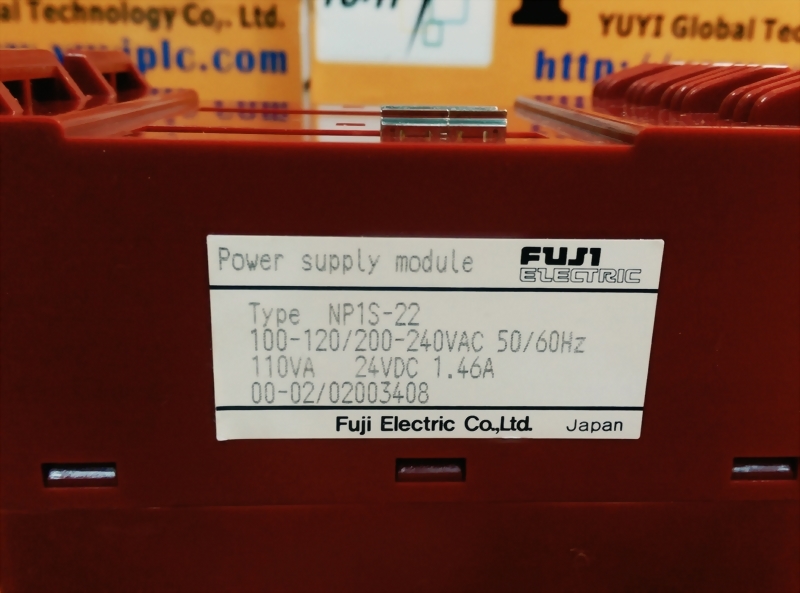 al Technology Co,. Ltd.
YUYI Global Tec
jplc.com
http:
Power supply module
FUJI
ELECTRIC
Type NP1S-22
100-120/200-240VAC 50/60Hz
110VA 24VDC 1.46A
00-02/02003408
Fuji Electric Co.,Ltd. Japan